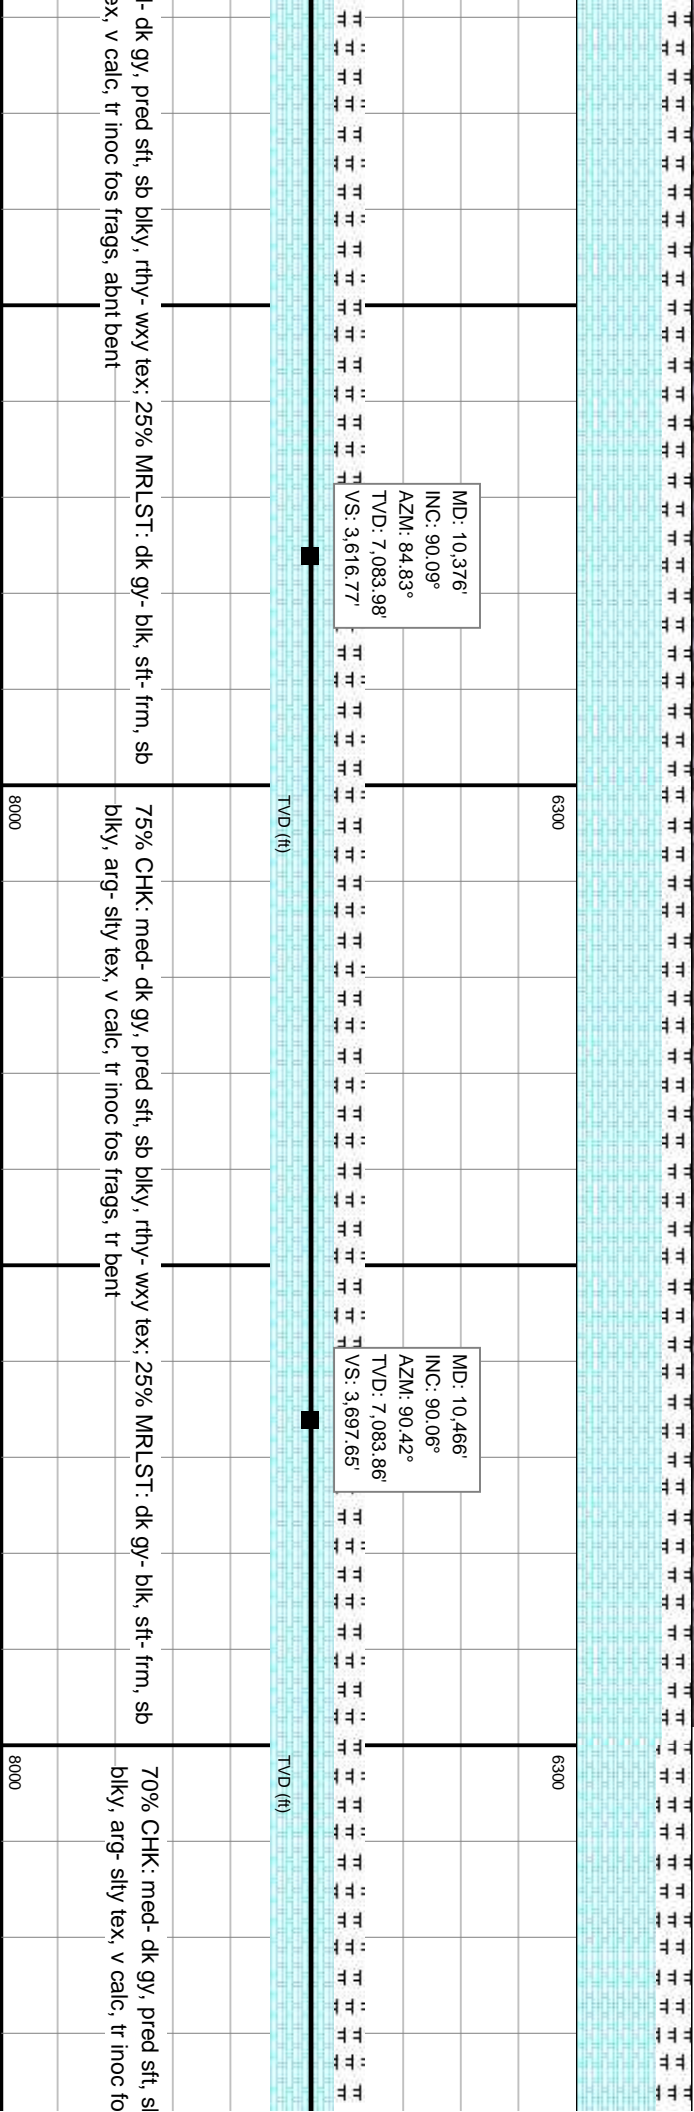 l- dk gy, pred sft, sb blky, rthy- wxy tex; 25% MRLST: dk gy- blk, sft- frm, sb
ex, v calc, tr inoc fos frags, abnt bent
MD: 10,376'
INC: 90.09°
AZM: 84.83°
TVD: 7,083.98'
VS: 3,616.77'
6300
TVD (ft)
8000
75% CHK: med- dk gy, pred sft, sb blky, rthy- wxy tex; 25% MRLST: dk gy- blk, sft- frm, sb
blky, arg- slty tex, v calc, tr inoc fos frags, tr bent
MD: 10,466'
INC: 90.06°
AZM: 90.42°
TVD: 7,083.86'
VS: 3,697.65'
6300
TVD (ft)
8000
70% CHK: med- dk gy, pred sft, sl
blky, arg- slty tex, v calc, tr inoc fo